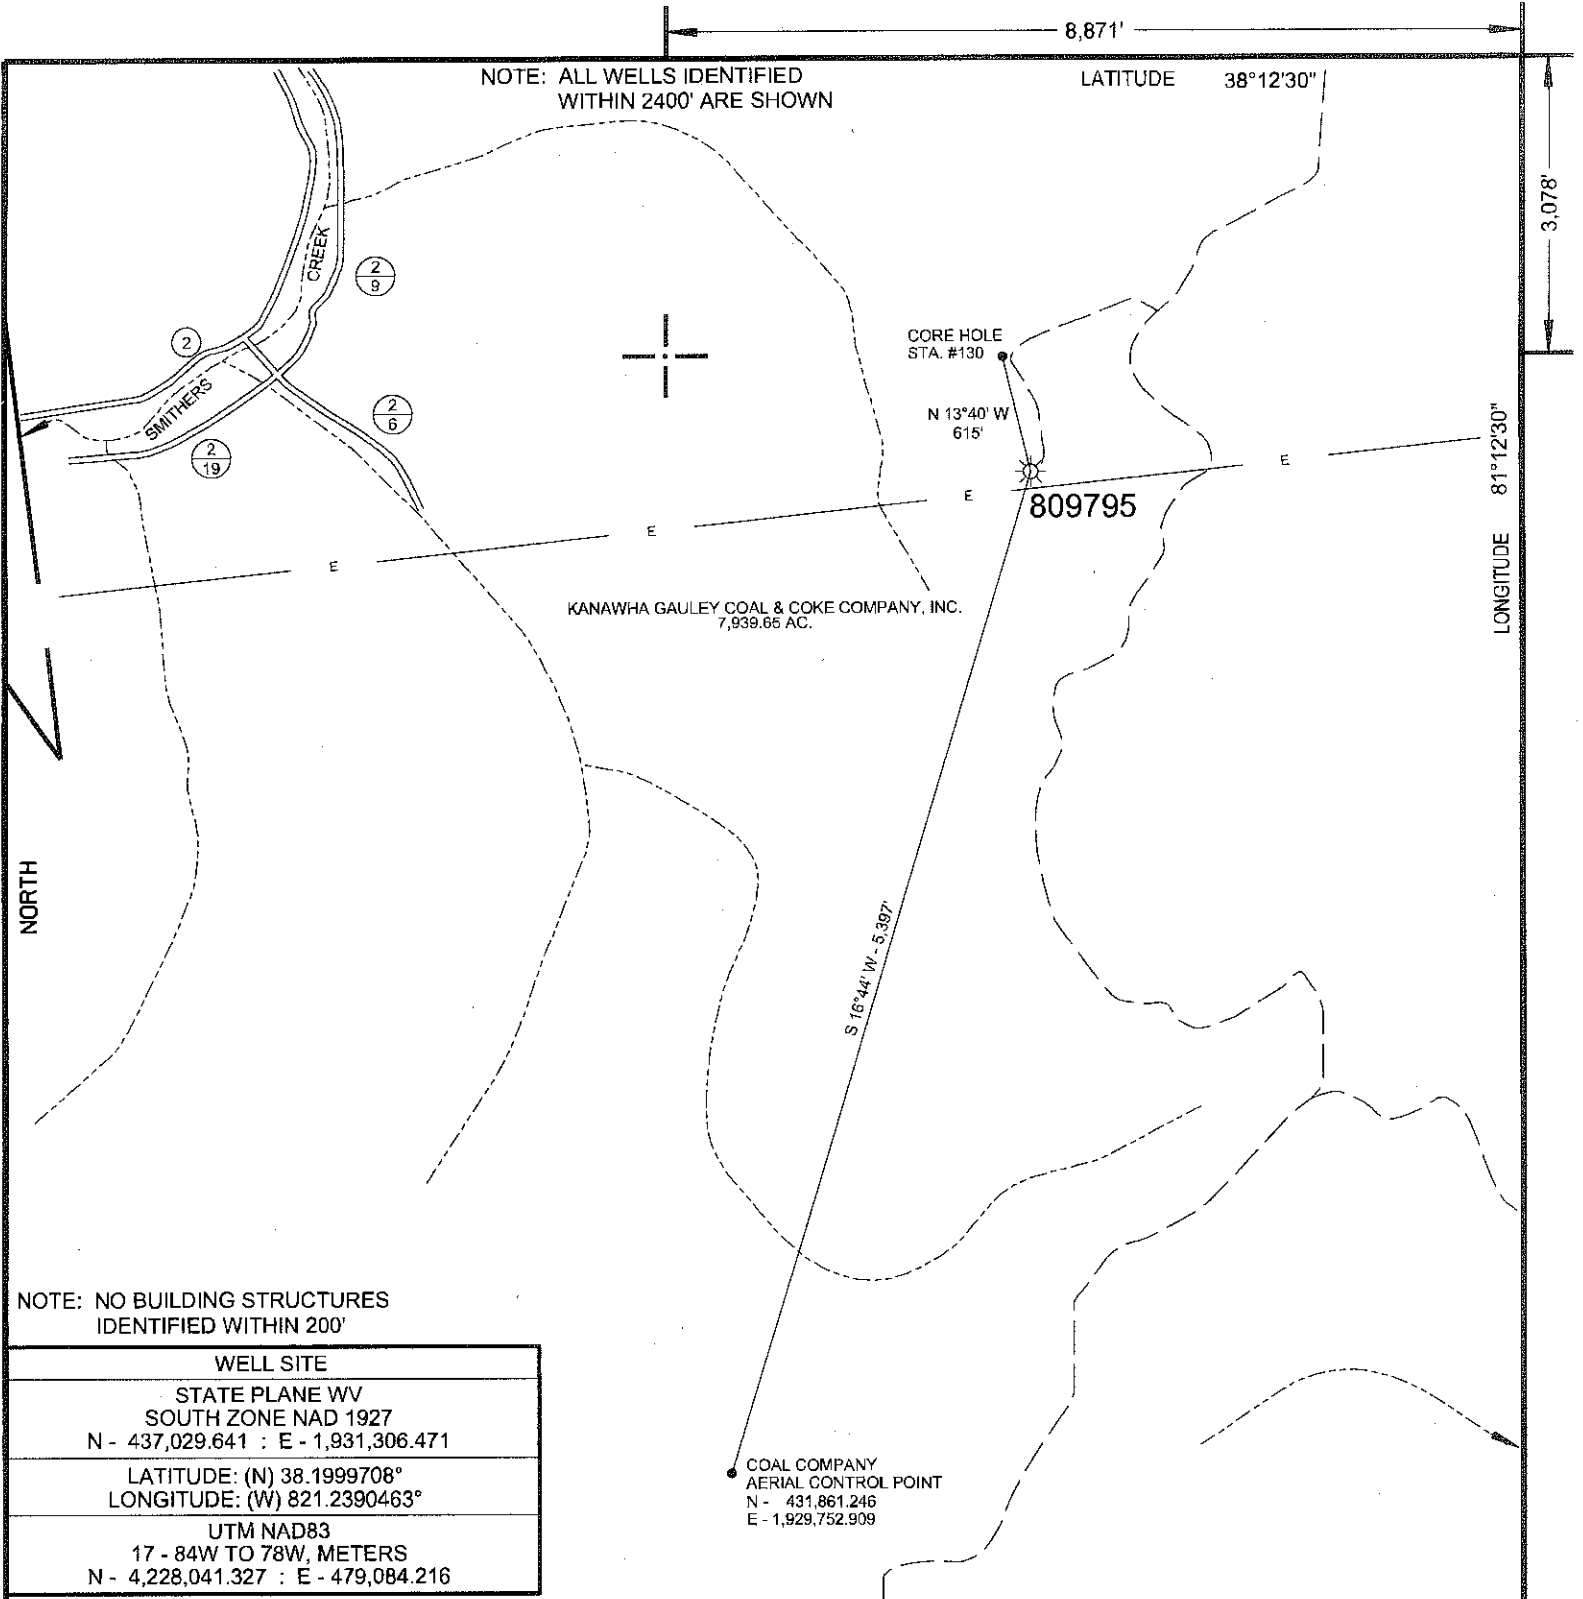 8,871'
NOTE: ALL WELLS IDENTIFIED
WITHIN 2400' ARE SHOWN
LATITUDE 38°12'30"
3,078'
CREEK
2
9
2
SMITHERS
2
6
2
19
CORE HOLE
STA. #130
N 13°40' W
615'
809795
E
E
E
E
LONGITUDE 81°12'30"
KANAWHA GAULEY COAL & COKE COMPANY, INC.
7,939.65 AC.
NORTH
S 16°44' W - 5,397'
NOTE: NO BUILDING STRUCTURES
IDENTIFIED WITHIN 200'
WELL SITE
STATE PLANE WV
SOUTH ZONE NAD 1927
N - 437,029.641 : E - 1,931,306.471
LATITUDE: (N) 38.1999708°
LONGITUDE: (W) 821.2390463°
UTM NAD83
17 - 84W TO 78W, METERS
N - 4,228,041.327 : E - 479,084.216
COAL COMPANY
AERIAL CONTROL POINT
N - 431,861.246
E - 1,929,752.909